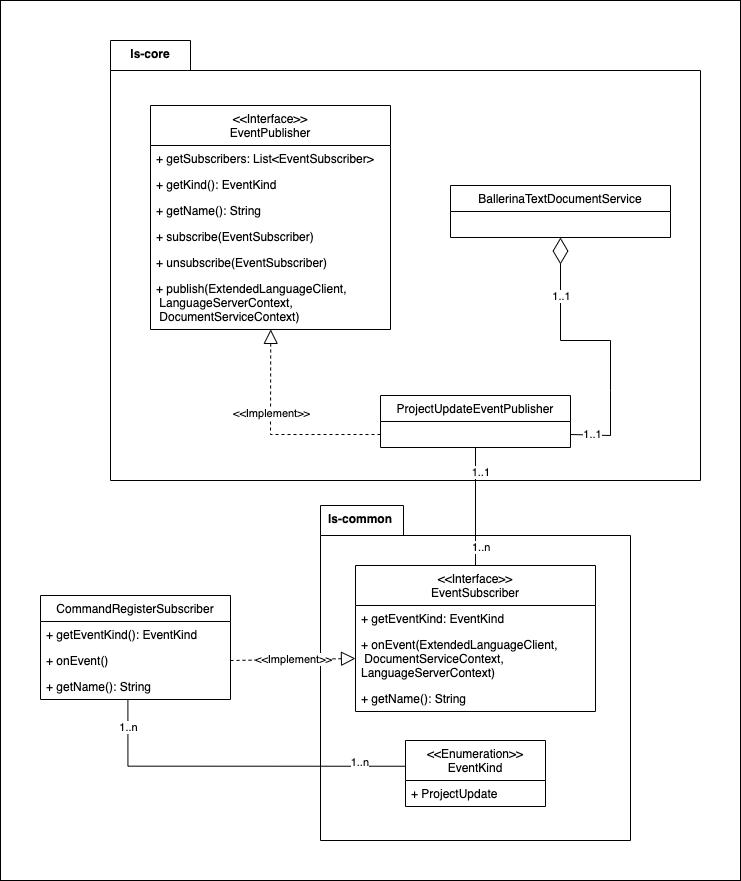 ls-core
<<Interface>>
EventPublisher
+ getSubscribers: List<EventSubscriber>
+ getKind(): EventKind
+ getName(): String
+ subscribe(EventSubscriber)
+ unsubscribe(EventSubscriber)
+ publish(ExtendedLanguageClient,
LanguageServerContext,
DocumentServiceContext)
BallerinaTextDocumentService
1..1
<<Implement>>
ProjectUpdateEventPublisher
1..1
1..1
ls-common
1..n
<<Interface>>
EventSubscriber
+ getEventKind: EventKind
+ onEvent(ExtendedLanguageClient,
DocumentServiceContext,
LanguageServerContext)
+ getName(): String
CommandRegisterSubscriber
+ getEventKind(): EventKind
+ onEvent()
+ getName(): String
<<Implement>>
1..n
1..n
<<Enumeration>>
EventKind
+ ProjectUpdate